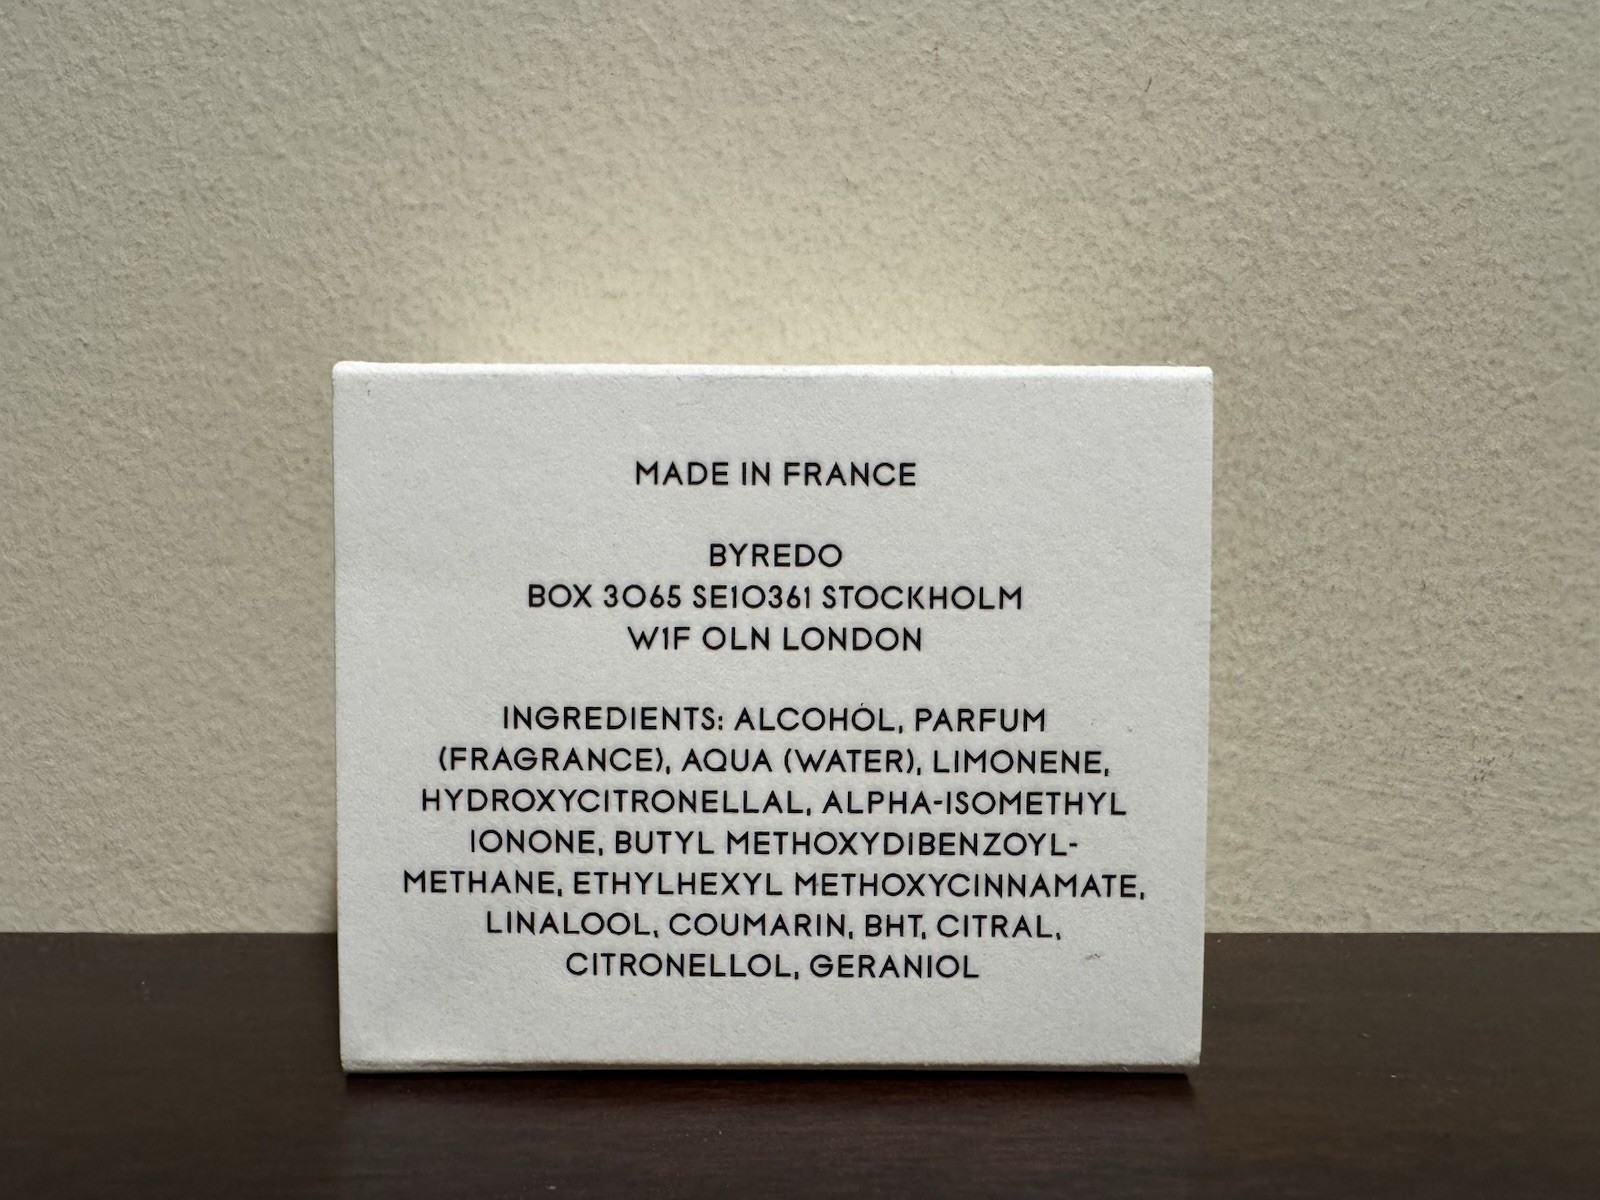 MADE IN FRANCE
BYREDO
BOX 3065 SE10361 STOCKHOLM
W1F OLN LONDON
INGREDIENTS: ALCOHOL, PARFUM
(FRAGRANCE), AQUA (WATER), LIMONENE,
HYDROXYCITRONELLAL, ALPHA-ISOMETHYL
IONONE, BUTYL METHOXYDIBENZOYL-
METHANE, ETHYLHEXYL METHOXYCINNAMATE,
LINALOOL, COUMARIN, BHT, CITRAL,
CITRONELLOL, GERANIOL